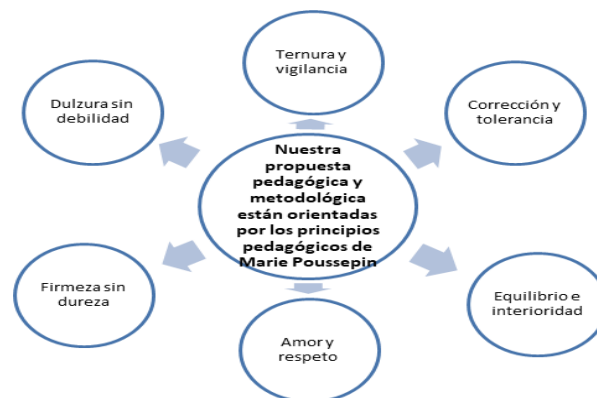 Ternura y
vigilancia
Dulzura sin
debilidad
Corrección y
tolerancia
Nuestra
propuesta
pedagógica y
metodológica
están orientadas
por los principios
pedagógicos de
Marie Poussepin
Firmeza sin
dureza
Equilibrio e
interioridad
Amor y
respeto